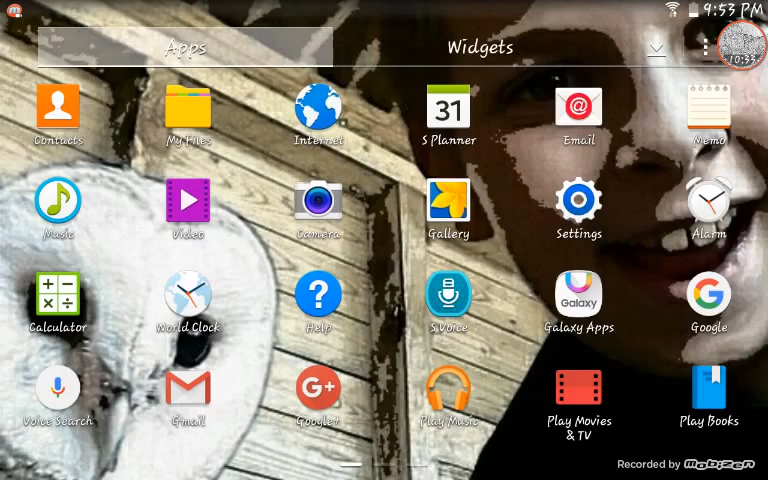 9:53 PM
Apps
Widgets
10:33
Contacts
My Files
Internet
31
S Planner
@
Email
Memo
Music
Video
Camera
Gallery
Settings
Alarm
Calculator
World Clock
?
Help
S Voice
Galaxy
Galaxy Apps
G
Google
Voice Search
Gmail
G+
Google+
Play Music
Play Movies
& TV
Play Books
Recorded by Mobizen